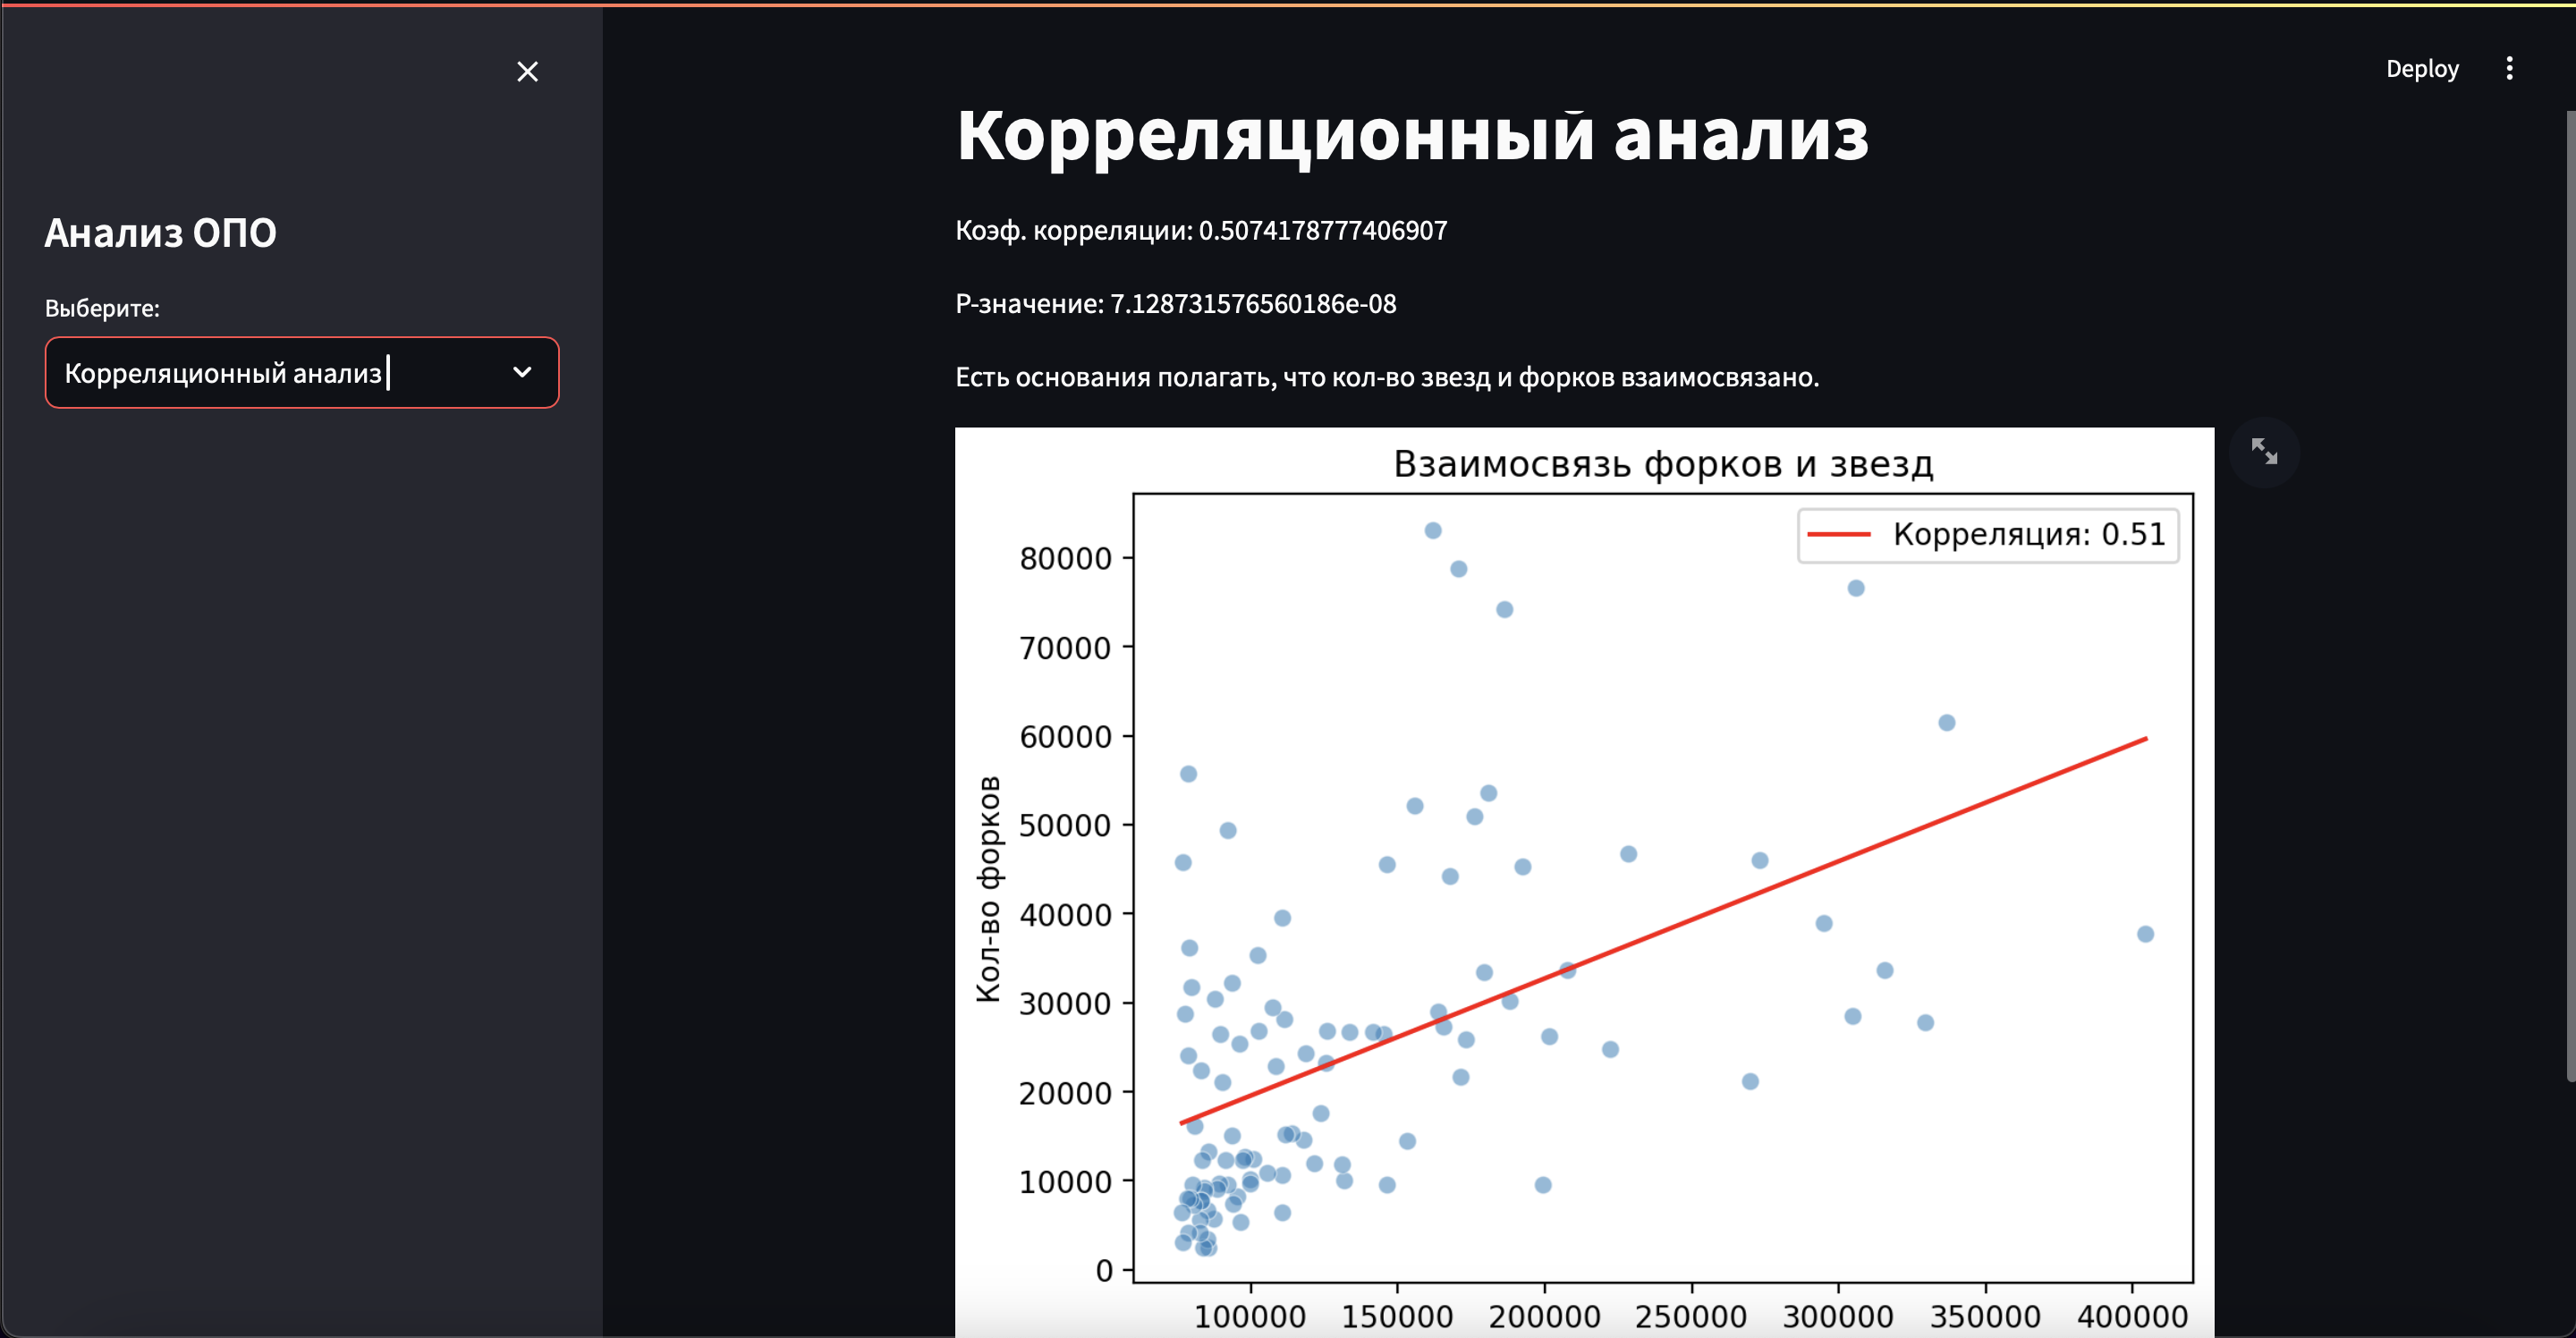 Deploy
Анализ ОПО
Выберите:
Корреляционный анализ
Корреляционный анализ
Коэф. корреляции: 0.5074178777406907
P-значение: 7.128731576560186e-08
Есть основания полагать, что кол-во звезд и форков взаимосвязано.
Взаимосвязь форков и звезд
Корреляция: 0.51
Кол-во форков
80000
70000
60000
50000
40000
30000
20000
10000
0
100000 150000 200000 250000 300000 350000 400000